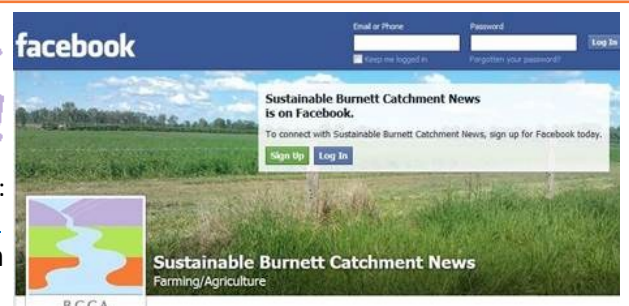 Email or Phone
Password
facebook
Log In
Keep me logged in
Forgotten your password?
Sustainable Burnett Catchment News
is on Facebook.
To connect with Sustainable Burnett Catchment News, sign up for Facebook today.
Sign Up
Log In
Sustainable Burnett Catchment News
Farming/Agriculture
BCCA